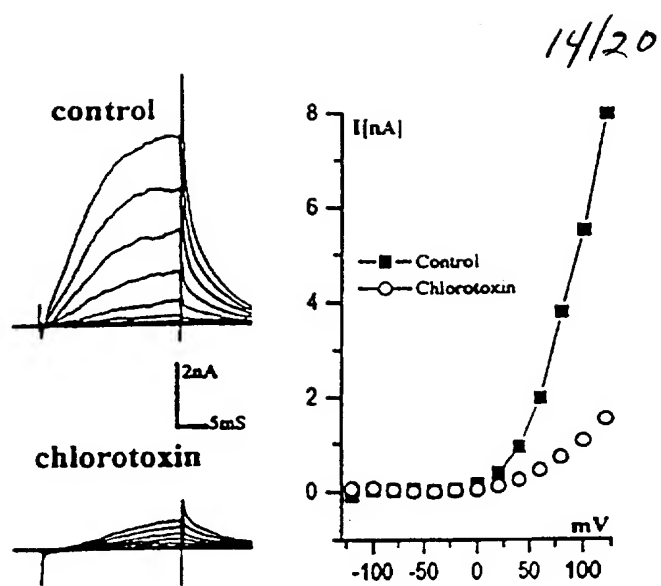 14/20
control
2nA
5mS
chlorotoxin
I[nA]
8
6
4
2
0
Control
Chlorotoxin
mV
-100 -50 0 50 100